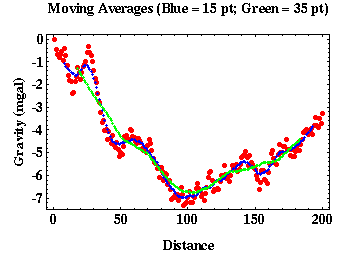 Moving Averages (Blue = 15 pt; Green = 35 pt)
0
-1
-2
-3
-4
-5
-6
-7
Gravity (mgal)
0 50 100 150 200
Distance